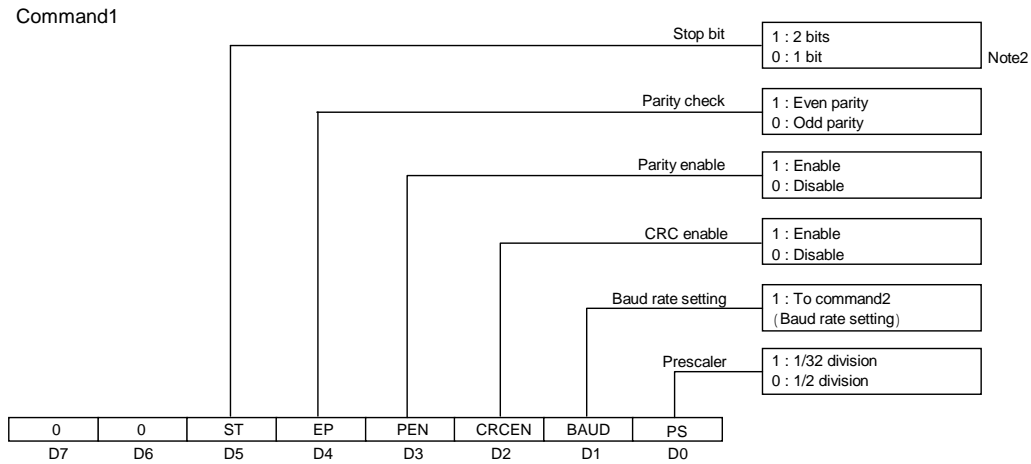 Command1
Stop bit
1 : 2 bits
0 : 1 bit
Note2
Parity check
1 : Even parity
0 : Odd parity
Parity enable
1 : Enable
0 : Disable
CRC enable
1 : Enable
0 : Disable
Baud rate setting
1 : To command2
(Baud rate setting)
Prescaler
1 : 1/32 division
0 : 1/2 division
0 0 ST EP PEN CRCEN BAUD PS
D7 D6 D5 D4 D3 D2 D1 D0